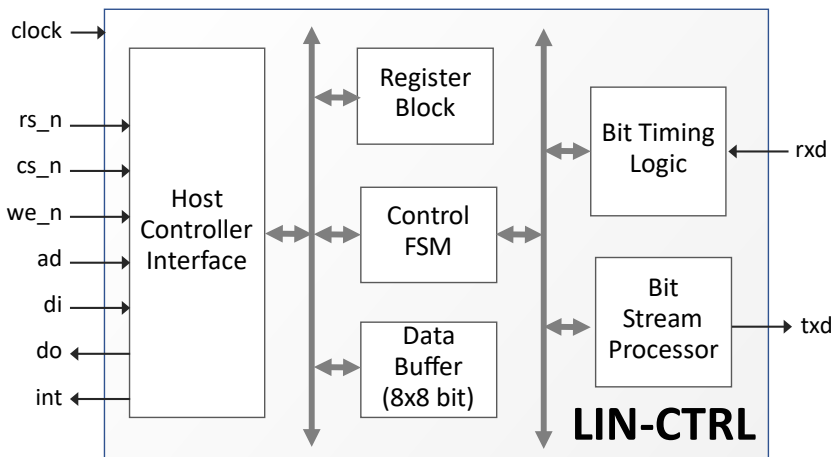 clock
rs_n
cs_n
we_n
ad
di
do
int
Host
Controller
Interface
Register
Block
Control
FSM
Data
Buffer
(8x8 bit)
Bit Timing
Logic
rxd
Bit
Stream
Processor
txd
LIN-CTRL